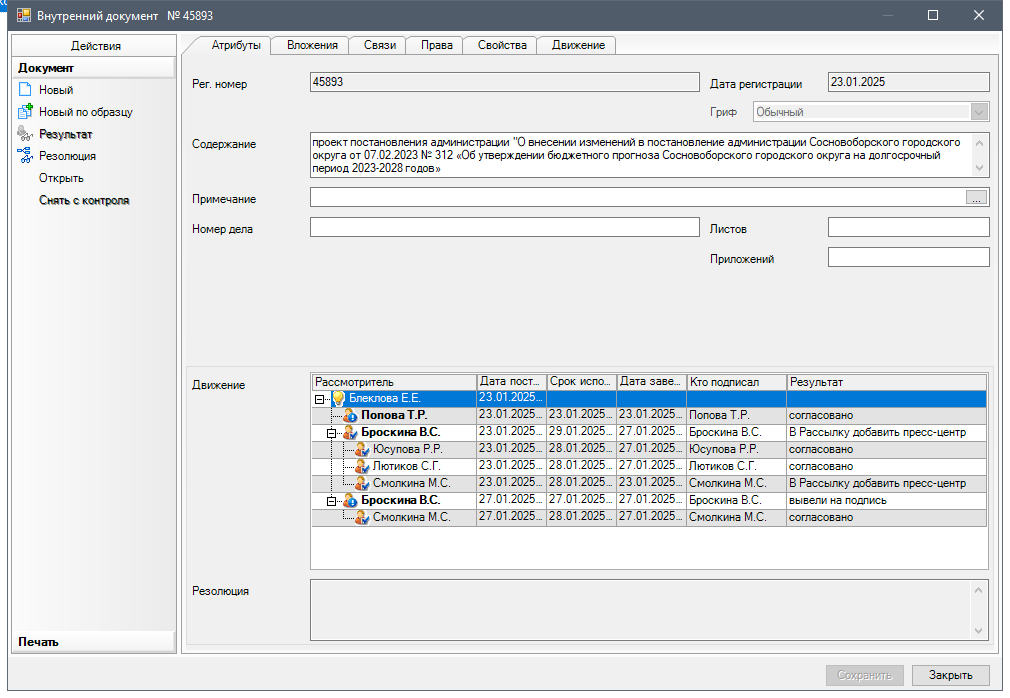 Внутренний документ № 45893
Действия
Документ
Новый
Новый по образцу
Результат
Резолюция
Открыть
Снять с контроля
Печать
Атрибуты Вложения Связи Права Свойства Движение
Рег. номер 45893 Дата регистрации 23.01.2025
Гриф Обычный
Содержание
проект постановления администрации "О внесении изменений в постановление администрации Сосновоборского городского
округа от 07.02.2023 № 312 «Об утверждении бюджетного прогноза Сосновоборского городского округа на долгосрочный
период 2023-2028 годов»
Примечание ...
Номер дела Листов
Приложений
Движение
Рассмотритель Дата пост... Срок испо... Дата заве... Кто подписал Результат
Блеклова Е.Е. 23.01.2025...
Попова Т.Р. 23.01.2025... 23.01.2025... 23.01.2025... Попова Т.Р. согласовано
Броскина В.С. 23.01.2025... 29.01.2025... 27.01.2025... Броскина В.С. В Рассылку добавить пресс-центр
Юсупова Р.Р. 23.01.2025... 28.01.2025... 27.01.2025... Юсупова Р.Р. согласовано
Лютиков С.Г. 23.01.2025... 28.01.2025... 27.01.2025... Лютиков С.Г. согласовано
Смолкина М.С. 23.01.2025... 28.01.2025... 23.01.2025... Смолкина М.С. В Рассылку добавить пресс-центр
Броскина В.С. 27.01.2025... 27.01.2025... 27.01.2025... Броскина В.С. вывели на подпись
Смолкина М.С. 27.01.2025... 28.01.2025... 27.01.2025... Смолкина М.С. согласовано
Резолюция
Сохранить Закрыть